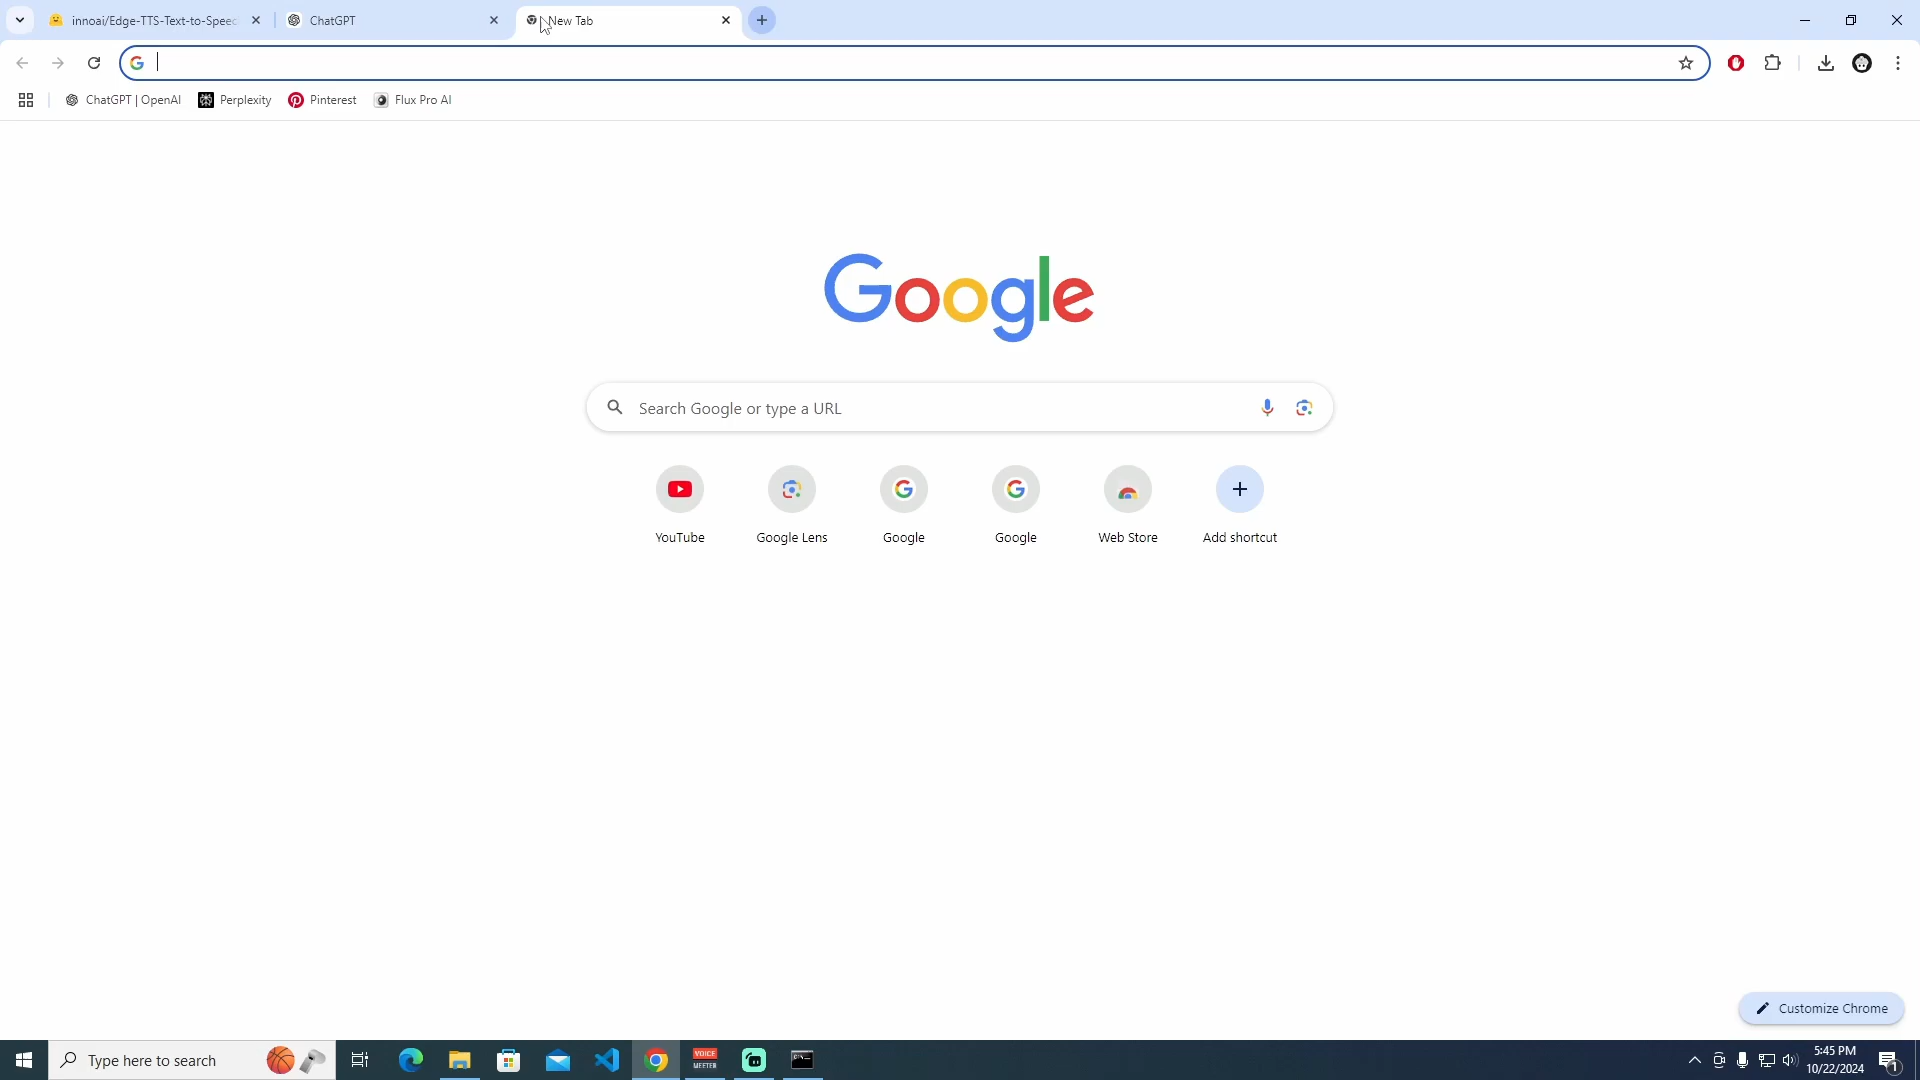 innoai/Edge-TTS-Text-to-Speec
ChatGPT
New Tab
ChatGPT | OpenAI
Perplexity
Pinterest
Flux Pro AI
Google
Search Google or type a URL
YouTube
Google Lens
Google
Google
Web Store
Add shortcut
Customize Chrome
Type here to search
VOICE
MEETER
5:45 PM
10/22/2024
1